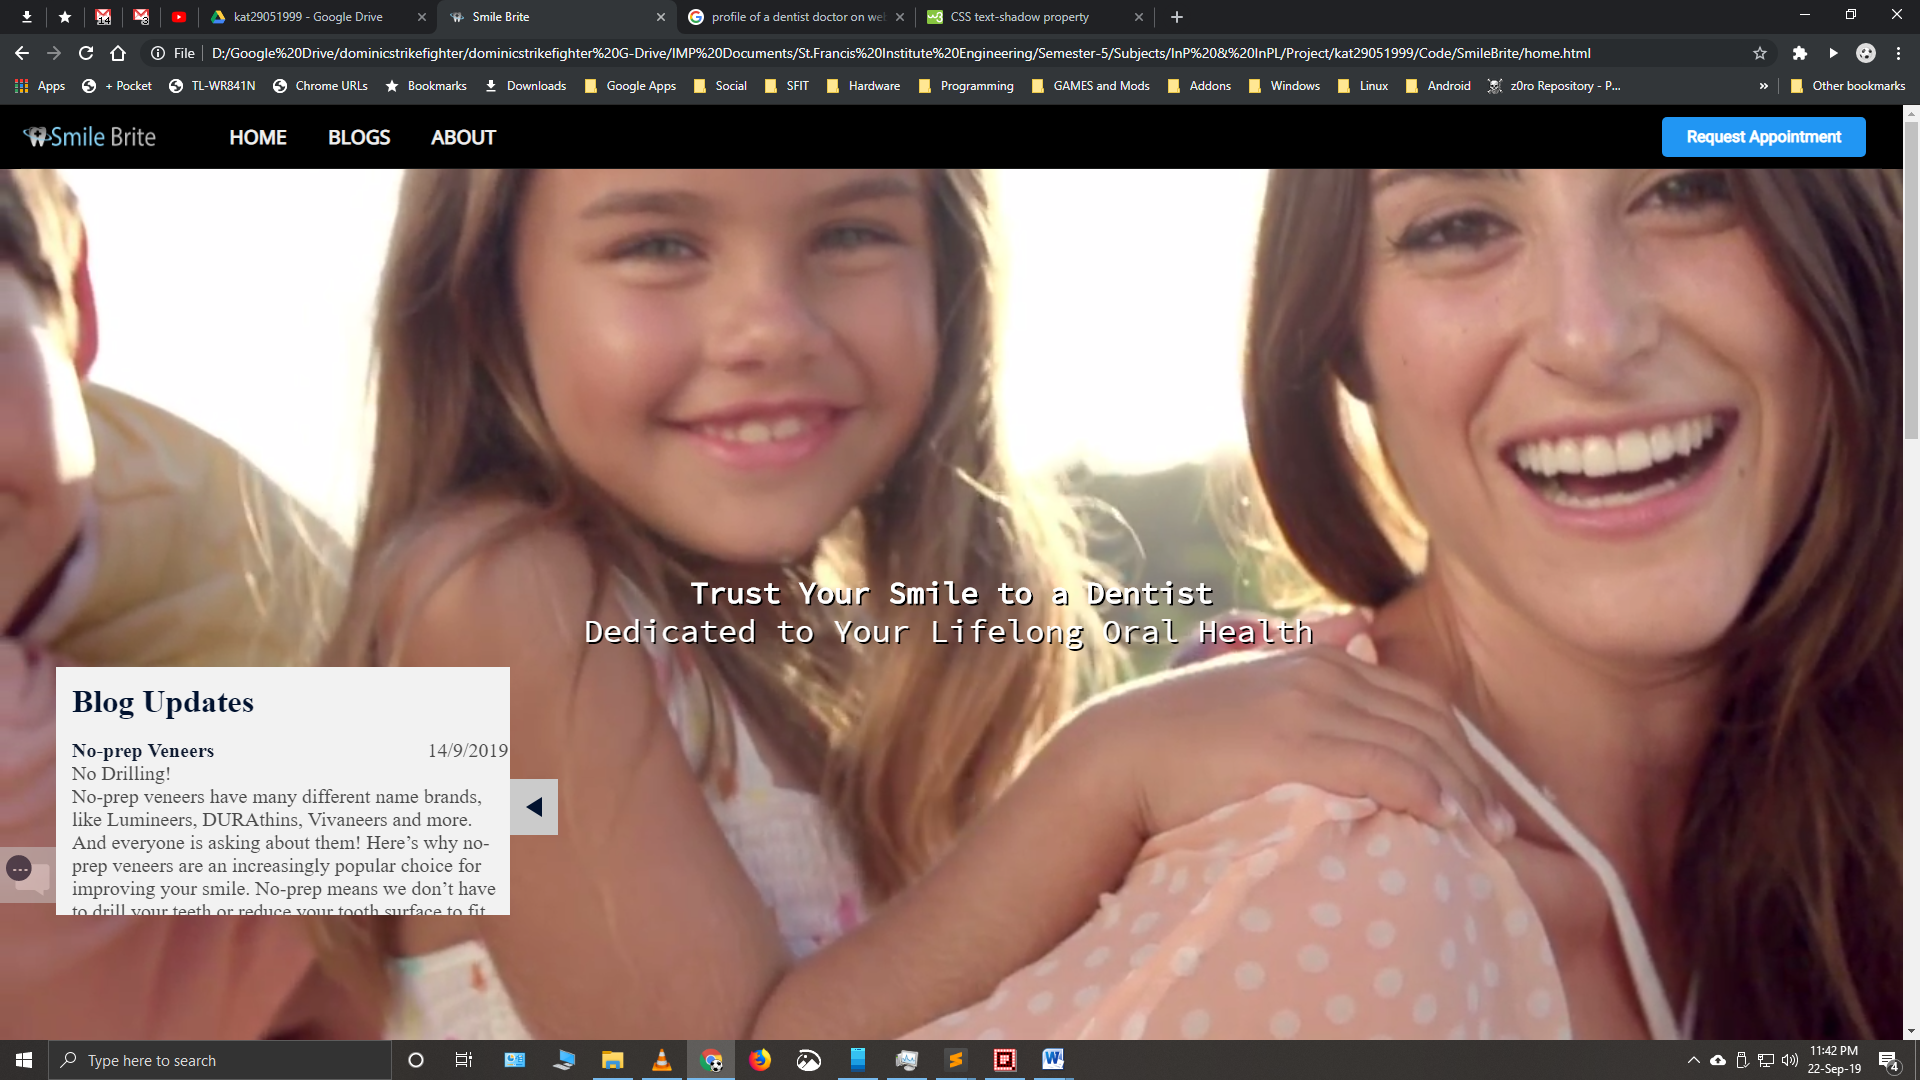 14
3
kat29051999 - Google Drive
Smile Brite
profile of a dentist doctor on we
CSS text-shadow property
File
D:/Google%20Drive/dominicstrikefighter/dominicstrikefighter%20G-Drive/IMP%20Documents/St.Francis%20Institute%20Engineering/Semester-5/Subjects/InP%20&%20InPL/Project/kat29051999/Code/SmileBrite/home.html
Apps
+ Pocket
TL-WR841N
Chrome URLs
Bookmarks
Downloads
Google Apps
Social
SFIT
Hardware
Programming
GAMES and Mods
Addons
Windows
Linux
Android
z0ro Repository - P...
»
Other bookmarks
Smile Brite
HOME
BLOGS
ABOUT
Request Appointment
Trust Your Smile to a Dentist
Dedicated to Your Lifelong Oral Health
Blog Updates
No-prep Veneers 14/9/2019
No Drilling!
No-prep veneers have many different name brands,
like Lumineers, DURAthins, Vivaneers and more.
And everyone is asking about them! Here’s why no-
prep veneers are an increasingly popular choice for
improving your smile. No-prep means we don’t have
to drill your teeth or reduce your tooth surface to fit
Type here to search
11:42 PM
22-Sep-19
4